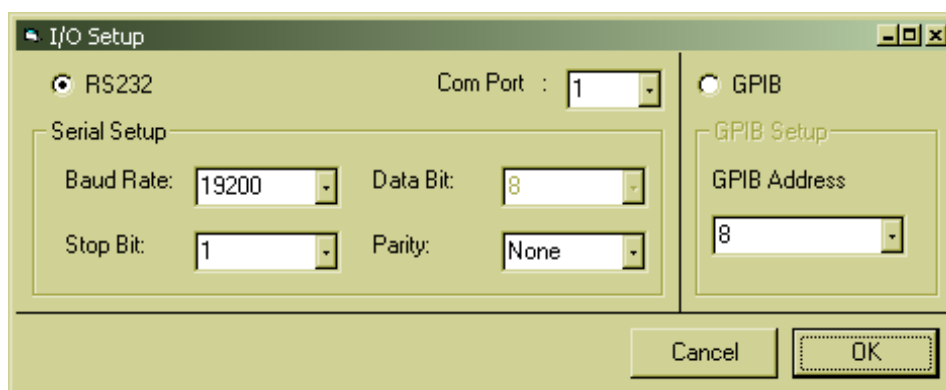 I/O Setup
RS232
Com Port :
1
GPIB
Serial Setup
GPIB Setup
Baud Rate:
19200
Data Bit:
8
GPIB Address
Stop Bit:
1
Parity:
None
8
Cancel
OK